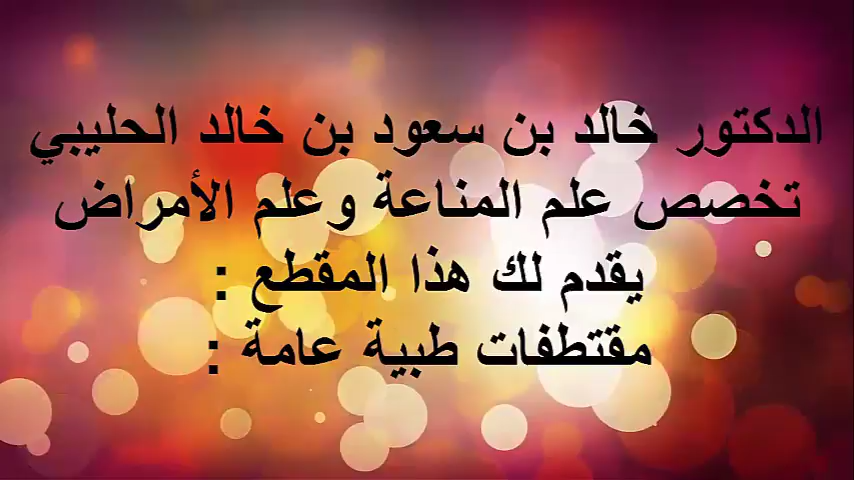 الدكتور خالد بن سعود بن خالد الحليبي
تخصص علم المناعة وعلم الأمراض
يقدم لك هذا المقطع :
مقتطفات طبية عامة :